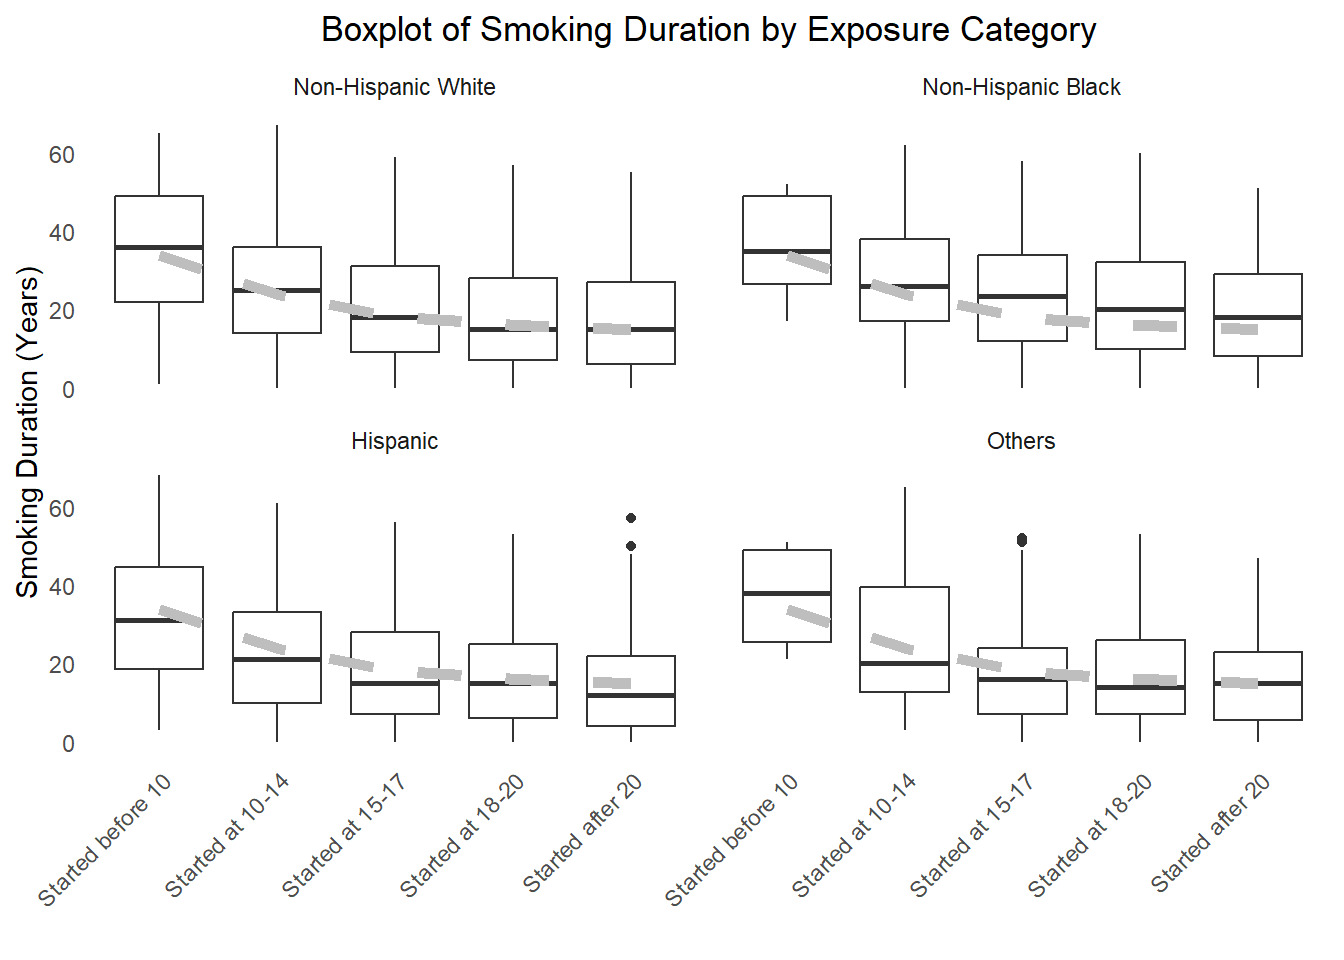 Boxplot of Smoking Duration by Exposure Category
Non-Hispanic White
Non-Hispanic Black
60
40
20
0
Smoking Duration (Years)
Hispanic
Others
60
40
20
0
Started before 10
Started at 10-14
Started at 15-17
Started at 18-20
Started after 20
Started before 10
Started at 10-14
Started at 15-17
Started at 18-20
Started after 20